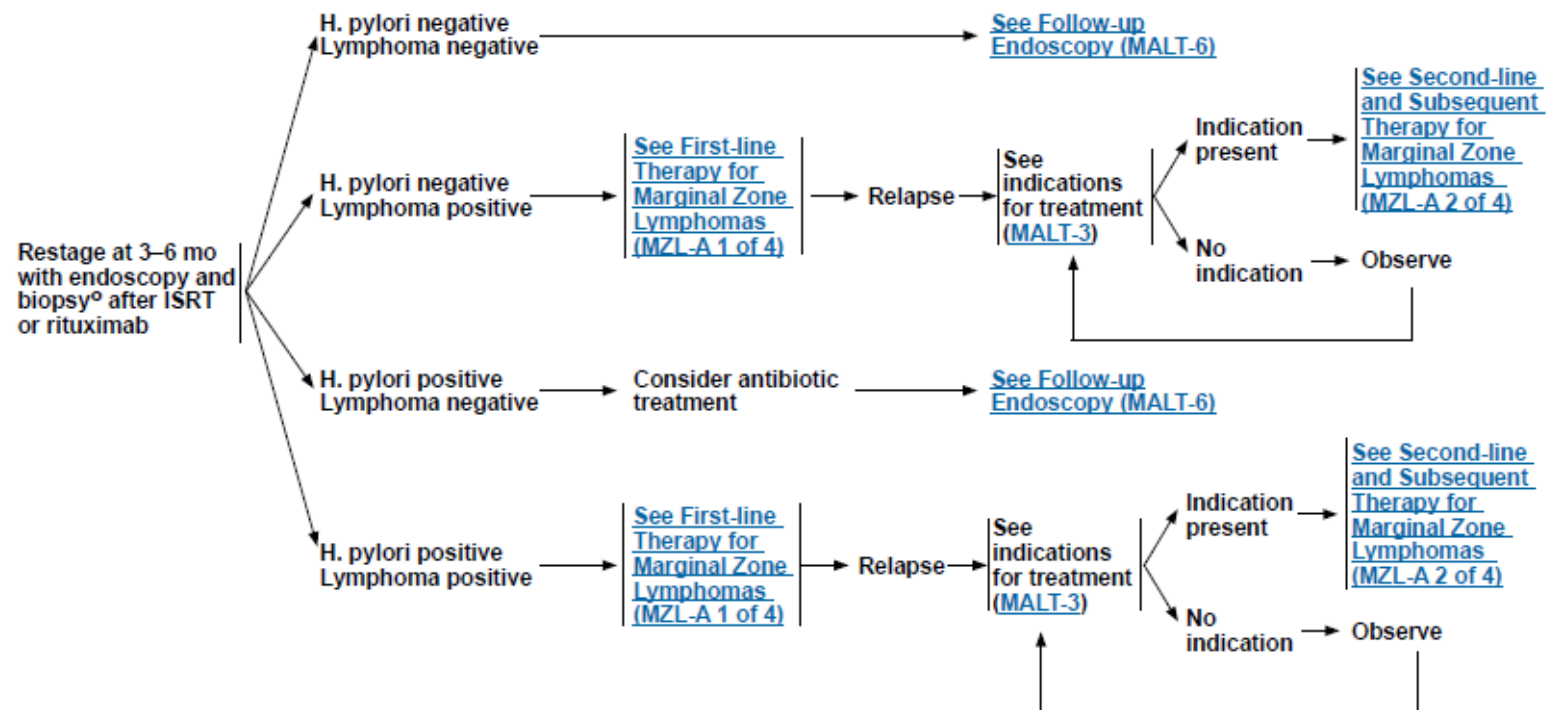 Restage at 3–6 mo
with endoscopy and
biopsyº after ISRT
or rituximab
H. pylori negative
Lymphoma negative
See Follow-up
Endoscopy (MALT-6)
H. pylori negative
Lymphoma positive
See First-line
Therapy for
Marginal Zone
Lymphomas
(MZL-A 1 of 4)
Relapse
See
indications
for treatment
(MALT-3)
Indication
present
See Second-line
and Subsequent
Therapy for
Marginal Zone
Lymphomas
(MZL-A 2 of 4)
No
indication
Observe
H. pylori positive
Lymphoma negative
Consider antibiotic
treatment
See Follow-up
Endoscopy (MALT-6)
H. pylori positive
Lymphoma positive
See First-line
Therapy for
Marginal Zone
Lymphomas
(MZL-A 1 of 4)
Relapse
See
indications
for treatment
(MALT-3)
Indication
present
See Second-line
and Subsequent
Therapy for
Marginal Zone
Lymphomas
(MZL-A 2 of 4)
No
indication
Observe